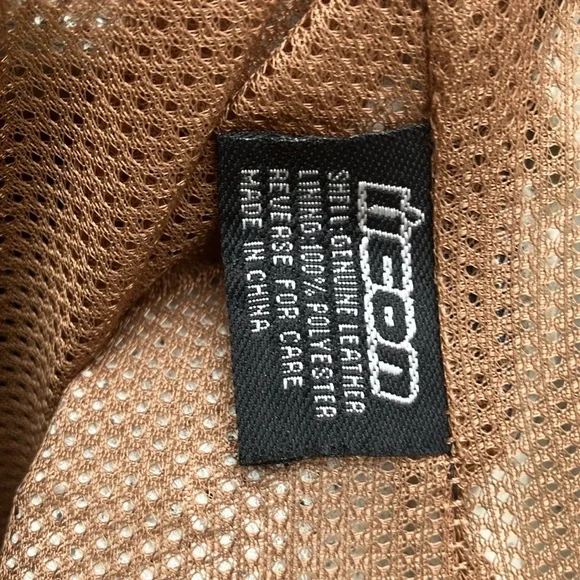 icon
SHELL GENUINE LEATHER
LINING 100% POLYESTER
REVERSE FOR CARE
MADE IN CHINA